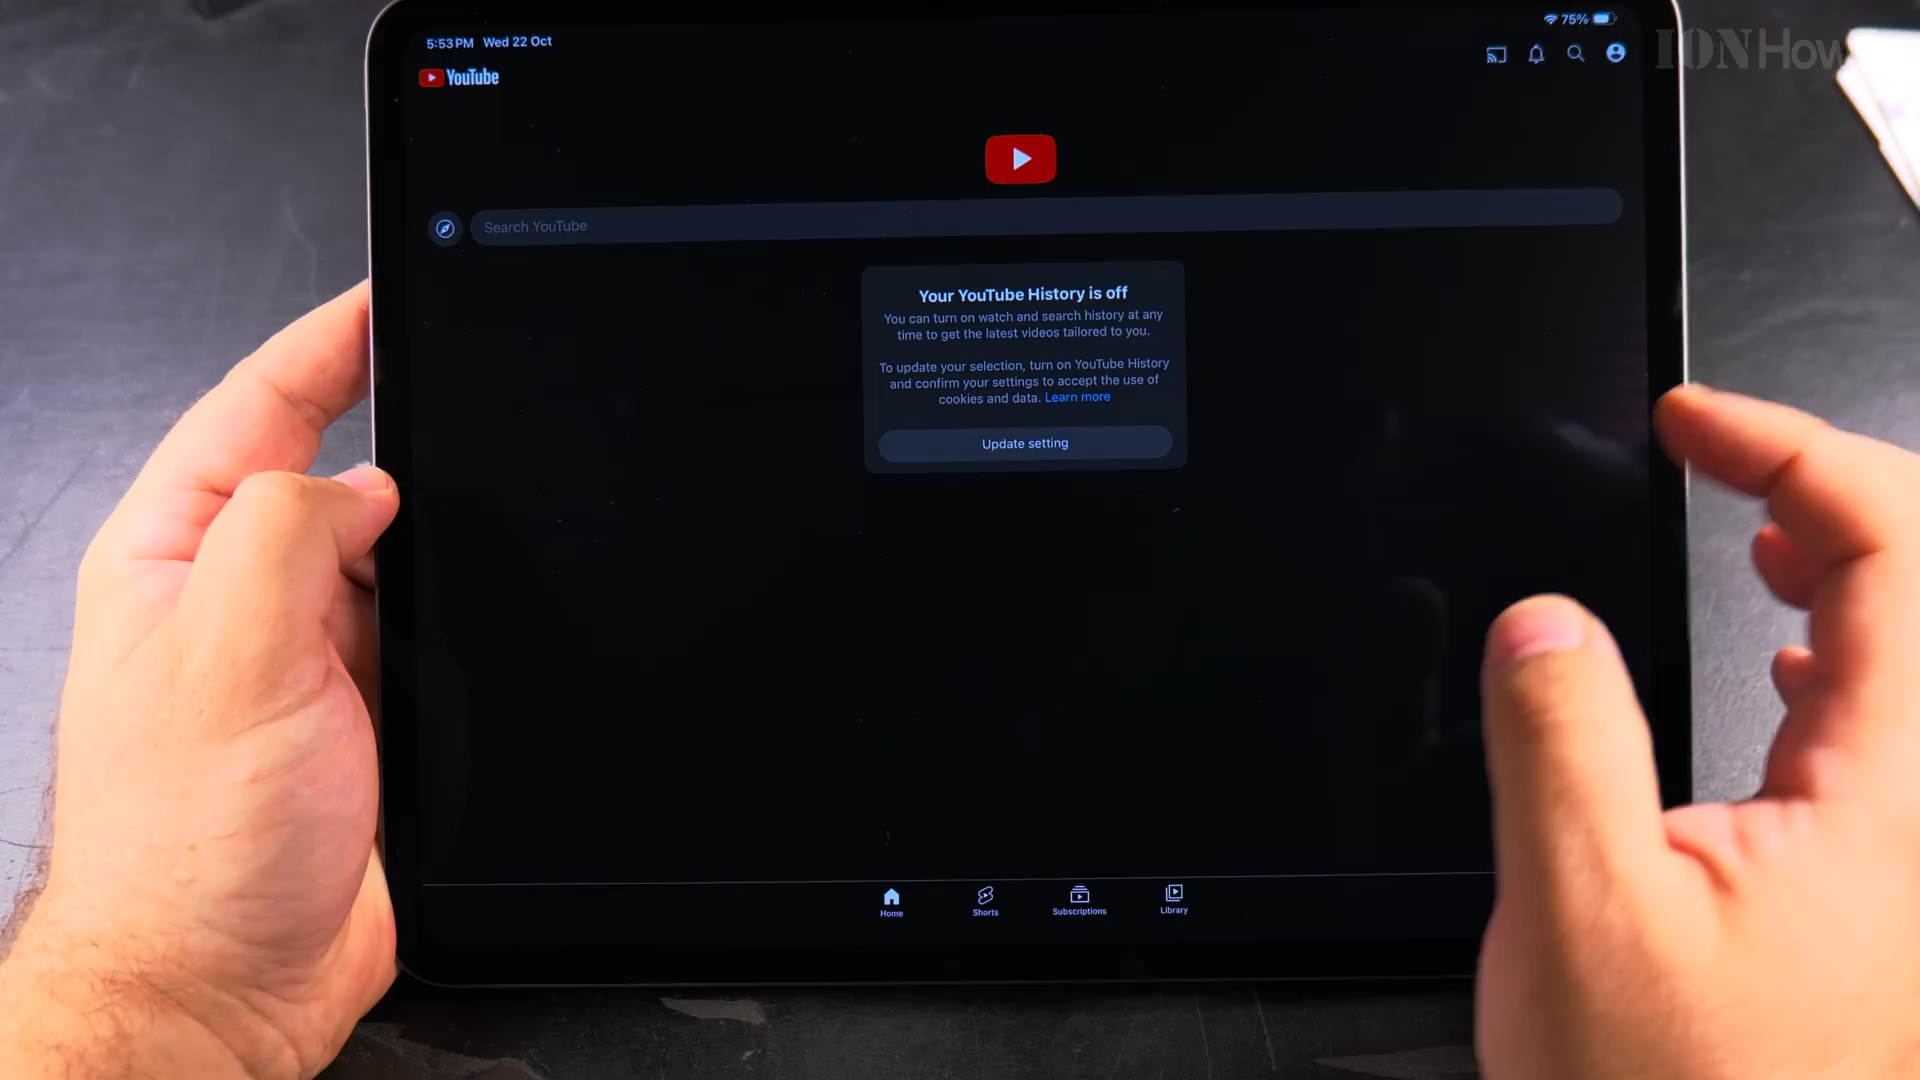 5:53 PM Wed 22 Oct
75%
IONHow
YouTube
Search YouTube
Your YouTube History is off
You can turn on watch and search history at any
time to get the latest videos tailored to you.
To update your selection, turn on YouTube History
and confirm your settings to accept the use of
cookies and data. Learn more
Update setting
Home
Shorts
Subscriptions
Library